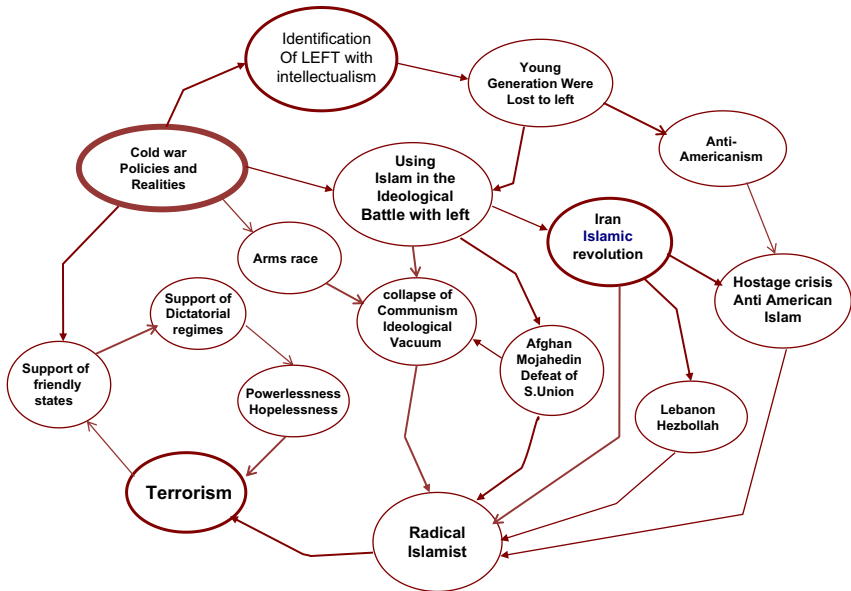 Identification
Of LEFT with
intellectualism
Young
Generation Were
Lost to left
Anti-
Americanism
Cold war
Policies and
Realities
Using
Islam in the
Ideological
Battle with left
Iran
Islamic
revolution
Arms race
Hostage crisis
Anti American
Islam
Support of
Dictatorial
regimes
collapse of
Communism
Ideological
Vacuum
Afghan
Mojahedin
Defeat of
S.Union
Support of
friendly
states
Powerlessness
Hopelessness
Lebanon
Hezbollah
Terrorism
Radical
Islamist